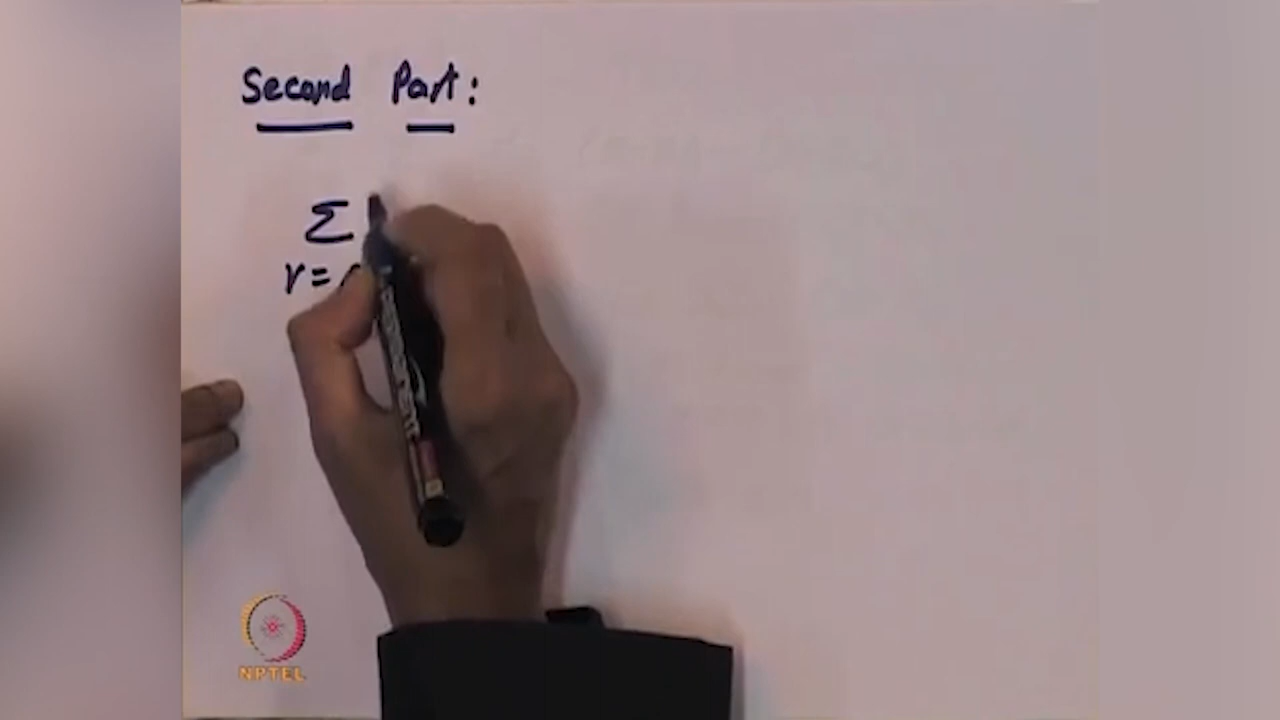 Second Part:
Σ
r=
NPTEL